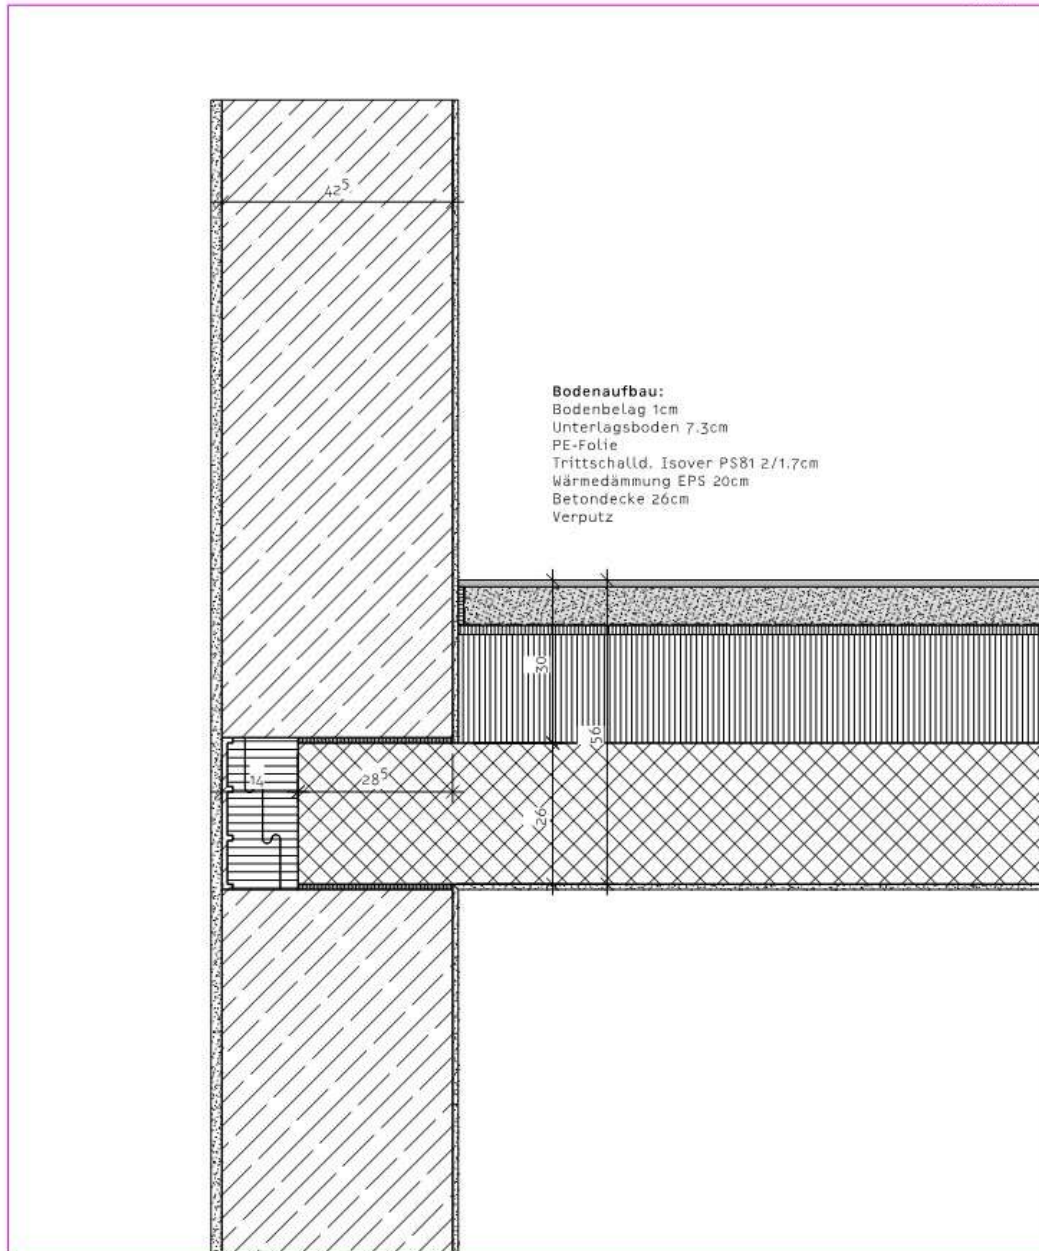 42⁵
Bodenaufbau:
Bodenbelag 1cm
Unterlagsboden 7.3cm
PE-Folie
Trittschalld. Isover PS81 2/1.7cm
Wärmedämmung EPS 20cm
Betondecke 26cm
Verputz
30
56
14
28⁵
26